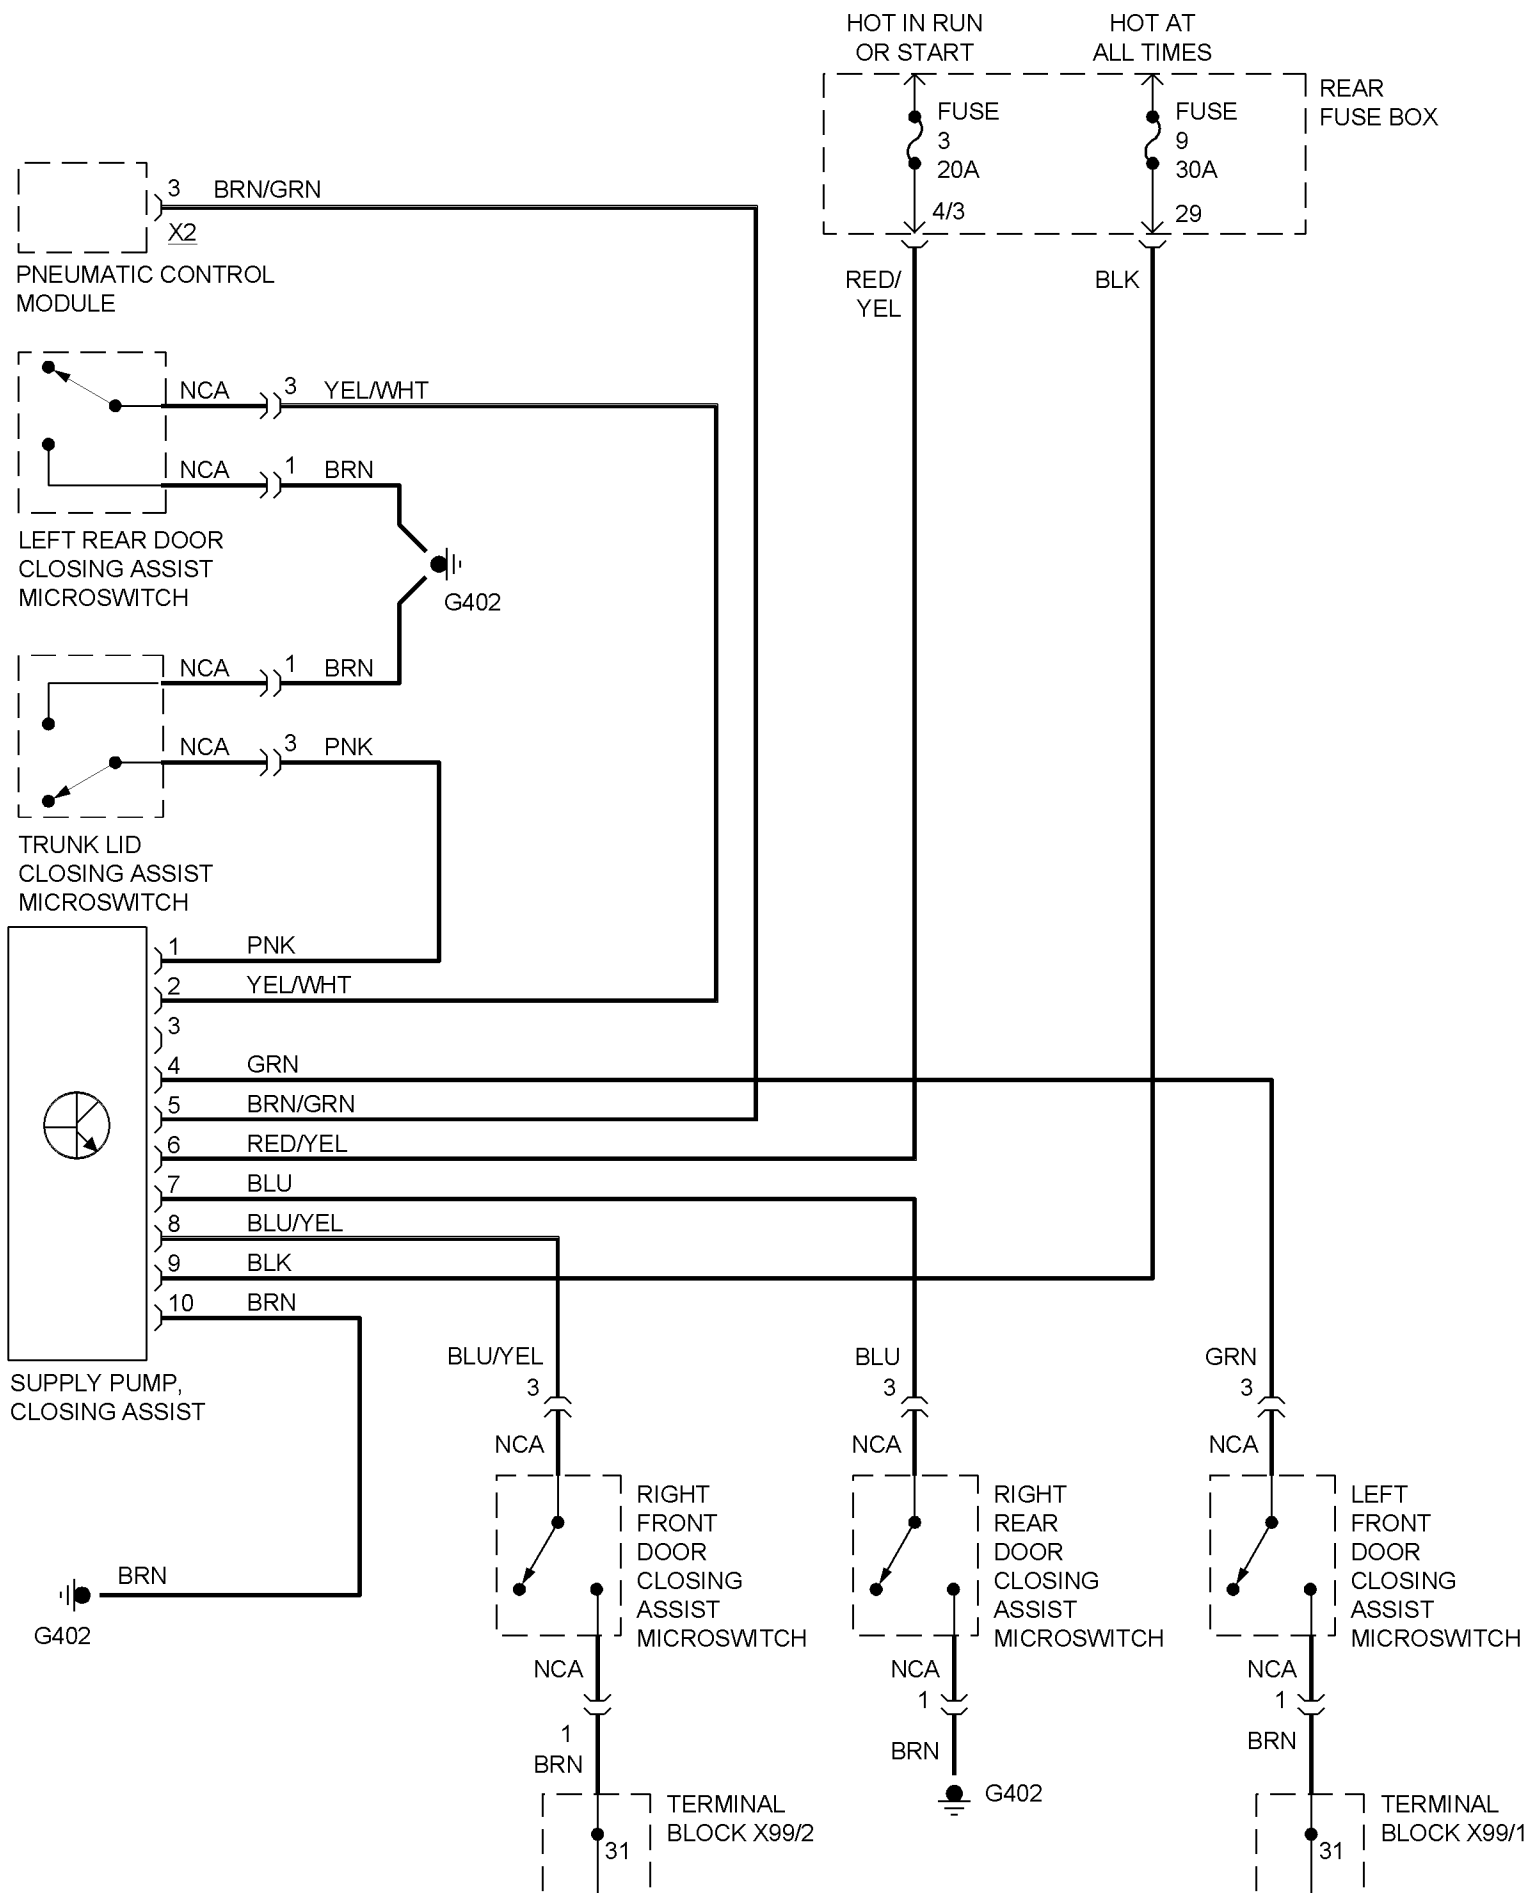 HOT IN RUN
OR START
HOT AT
ALL TIMES
REAR
FUSE BOX
FUSE
3
20A
4/3
FUSE
9
30A
29
RED/
YEL
BLK
3 BRN/GRN
X2
PNEUMATIC CONTROL
MODULE
NCA 3 YEL/WHT
NCA 1 BRN
LEFT REAR DOOR
CLOSING ASSIST
MICROSWITCH
G402
NCA 1 BRN
NCA 3 PNK
TRUNK LID
CLOSING ASSIST
MICROSWITCH
1 PNK
2 YEL/WHT
3
4 GRN
5 BRN/GRN
6 RED/YEL
7 BLU
8 BLU/YEL
9 BLK
10 BRN
SUPPLY PUMP,
CLOSING ASSIST
BRN
G402
BLU/YEL
3
NCA
RIGHT
FRONT
DOOR
CLOSING
ASSIST
MICROSWITCH
NCA
1
BRN
TERMINAL
BLOCK X99/2
31
BLU
3
NCA
RIGHT
REAR
DOOR
CLOSING
ASSIST
MICROSWITCH
NCA
1
BRN
G402
GRN
3
NCA
LEFT
FRONT
DOOR
CLOSING
ASSIST
MICROSWITCH
NCA
1
BRN
TERMINAL
BLOCK X99/1
31